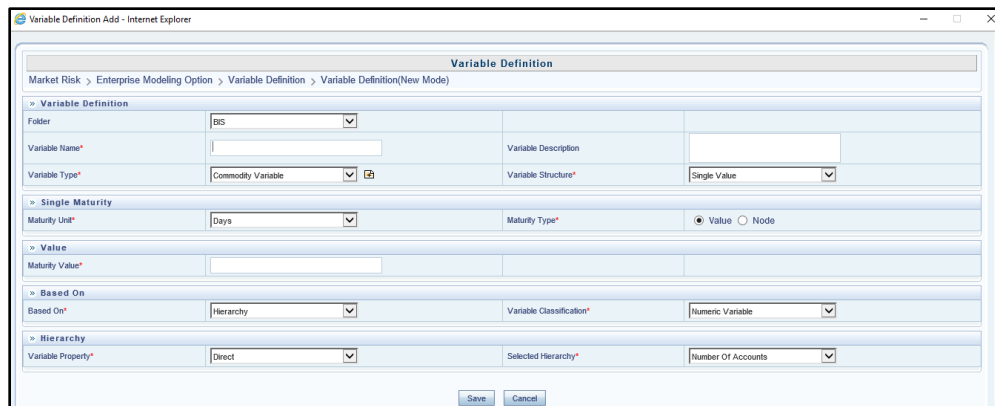 Variable Definition Add - Internet Explorer
Variable Definition
Market Risk > Enterprise Modeling Option > Variable Definition > Variable Definition(New Mode)
» Variable Definition
Folder BIS
Variable Name* Variable Description
Variable Type* Commodity Variable Variable Structure* Single Value
» Single Maturity
Maturity Unit* Days Maturity Type* Value Node
» Value
Maturity Value*
» Based On
Based On* Hierarchy Variable Classification* Numeric Variable
» Hierarchy
Variable Property* Direct Selected Hierarchy* Number Of Accounts
Save Cancel